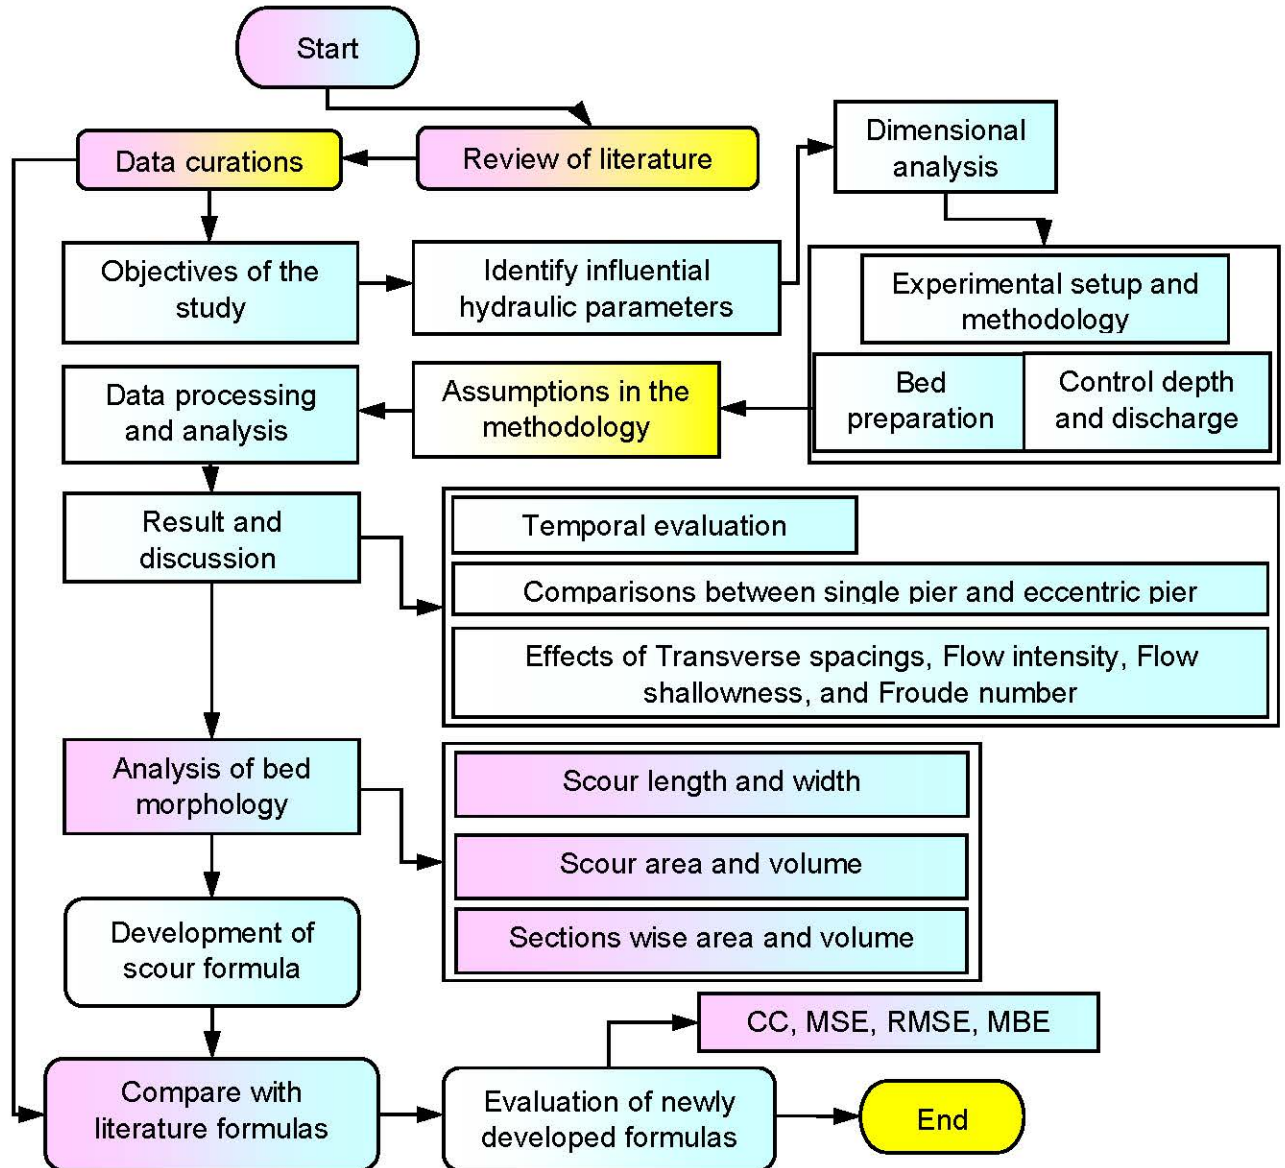 Start
Review of literature
Data curations
Dimensional
analysis
Objectives of the
study
Identify influential
hydraulic parameters
Experimental setup and
methodology
Bed
preparation
Control depth
and discharge
Assumptions in the
methodology
Data processing
and analysis
Result and
discussion
Temporal evaluation
Comparisons between single pier and eccentric pier
Effects of Transverse spacings, Flow intensity, Flow
shallowness, and Froude number
Analysis of bed
morphology
Scour length and width
Scour area and volume
Sections wise area and volume
Development of
scour formula
Compare with
literature formulas
Evaluation of newly
developed formulas
CC, MSE, RMSE, MBE
End